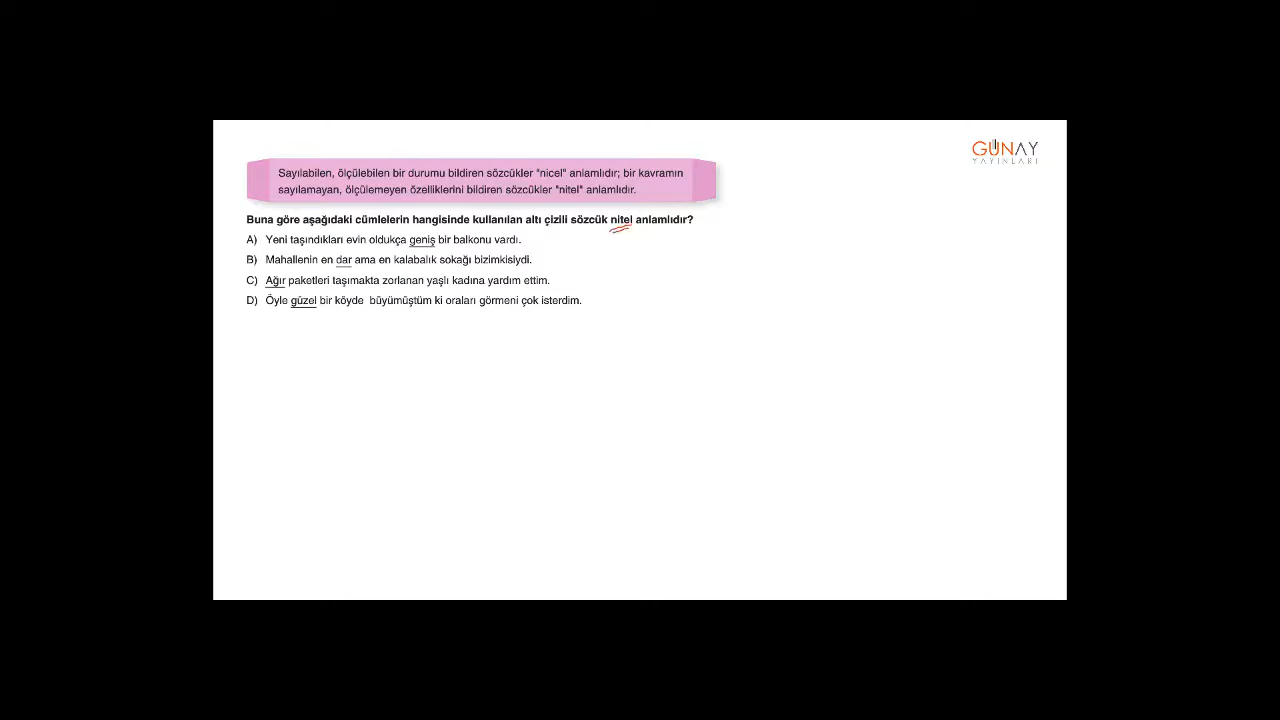 GÜNAY
YAYINLARI
Sayılabilen, ölçülebilen bir durumu bildiren sözcükler "nicel" anlamlıdır; bir kavramın
sayılamayan, ölçülemeyen özelliklerini bildiren sözcükler "nitel" anlamlıdır.
Buna göre aşağıdaki cümlelerin hangisinde kullanılan altı çizili sözcük nitel anlamlıdır?
A) Yeni taşındıkları evin oldukça geniş bir balkonu vardı.
B) Mahallenin en dar ama en kalabalık sokağı bizimkisiydi.
C) Ağır paketleri taşımakta zorlanan yaşlı kadına yardım ettim.
D) Öyle güzel bir köyde büyümüştüm ki oraları görmeni çok isterdim.